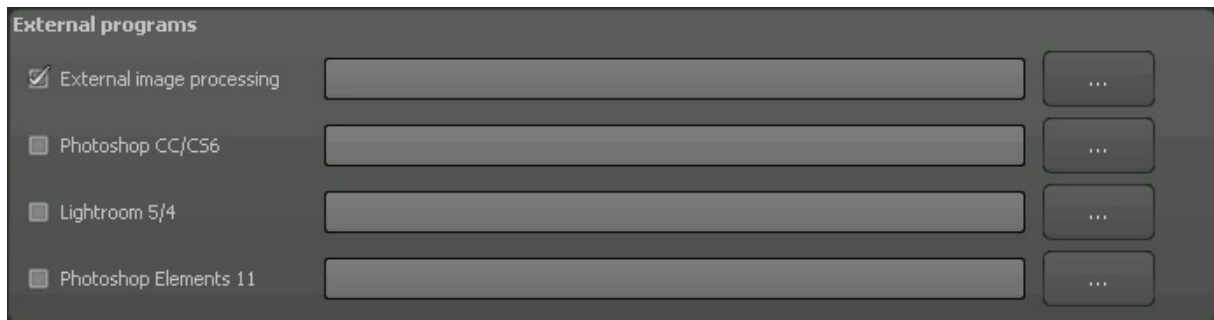 External programs
External image processing ...
Photoshop CC/CS6 ...
Lightroom 5/4 ...
Photoshop Elements 11 ...